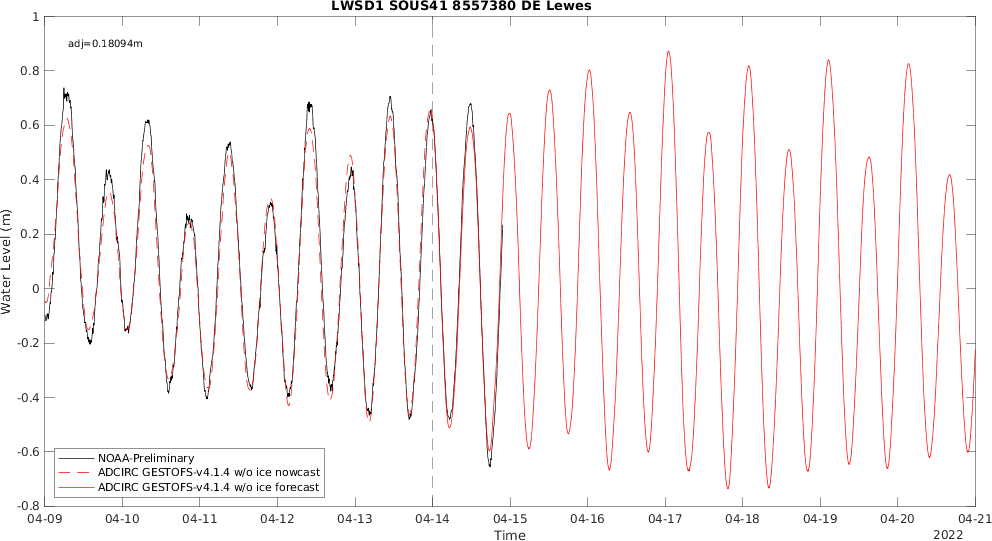 LWSD1 SOUS41 8557380 DE Lewes
adj=0.18094m
Water Level (m)
1
0.8
0.6
0.4
0.2
0
-0.2
-0.4
-0.6
-0.8
NOAA-Preliminary
ADCIRC GESTOFS-v4.1.4 w/o ice nowcast
ADCIRC GESTOFS-v4.1.4 w/o ice forecast
04-09 04-10 04-11 04-12 04-13 04-14 04-15 04-16 04-17 04-18 04-19 04-20 04-21
Time
2022